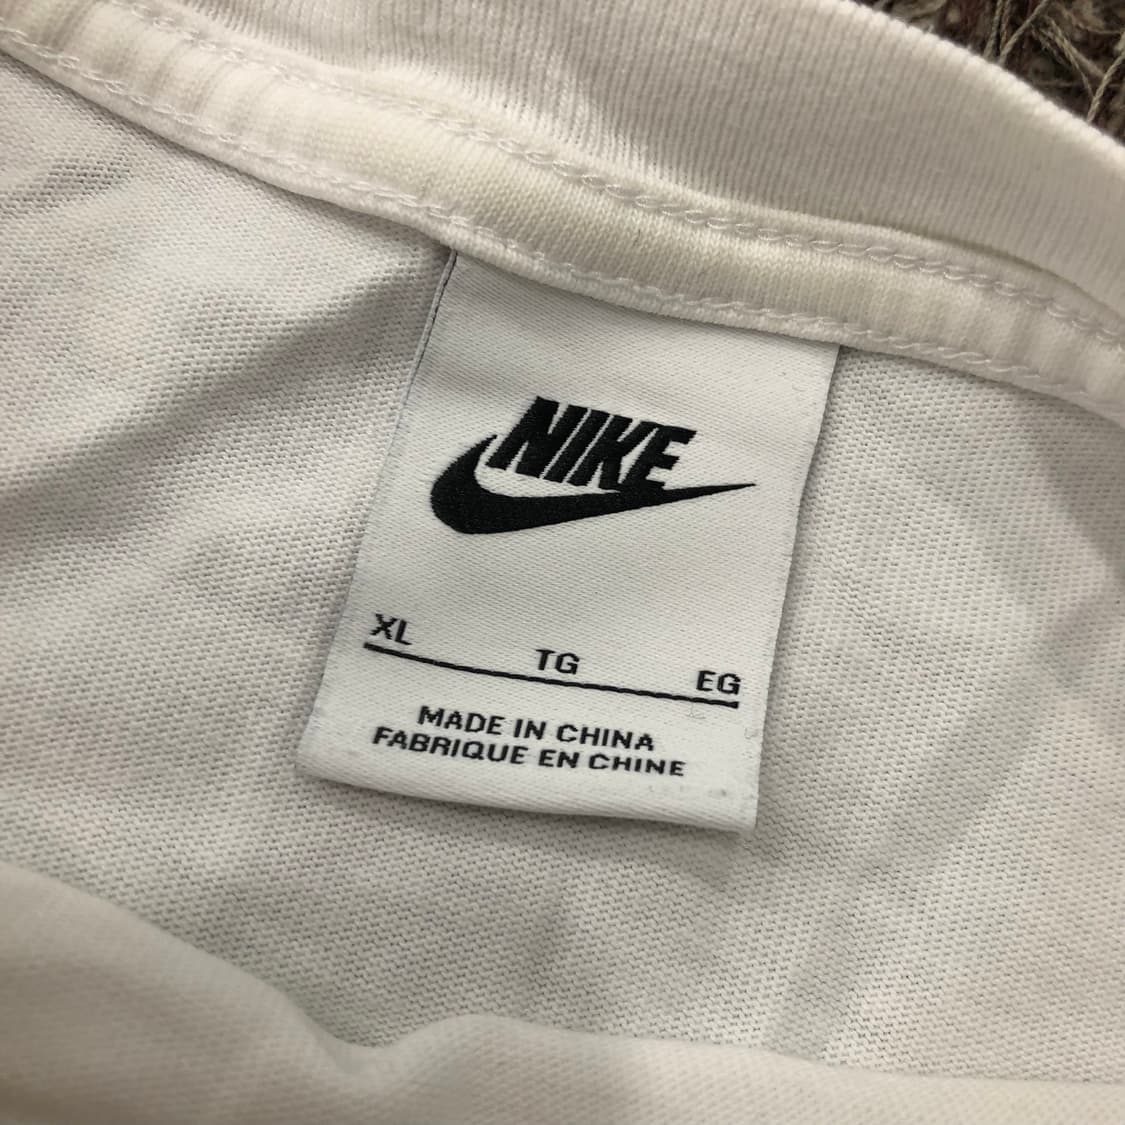 NIKE
XL TG EG
MADE IN CHINA
FABRIQUE EN CHINE